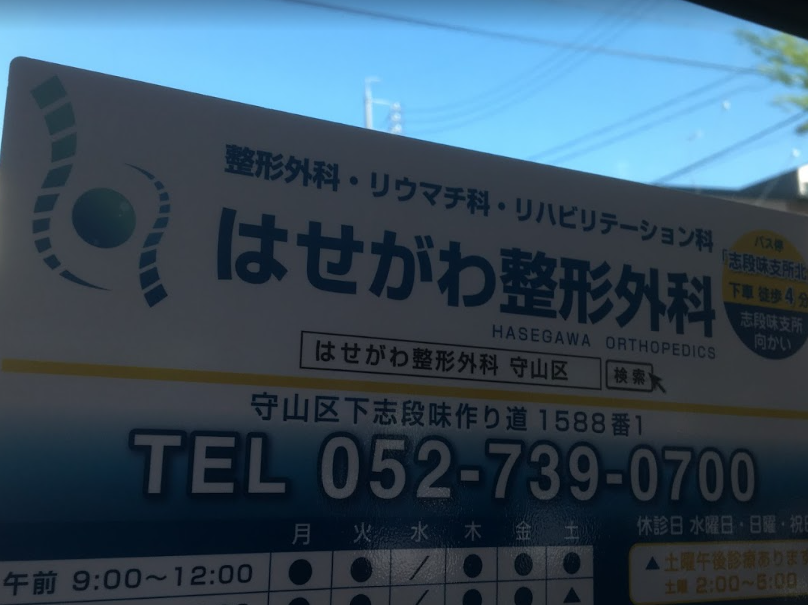 整形外科・リウマチ科・リハビリテーション科
はせがわ整形外科
HASEGAWA ORTHOPEDICS
バス停
「志段味支所北
下車 徒歩4分
志段味支所
向かい
はせがわ整形外科 守山区 検索
守山区下志段味作り道1588番1
TEL 052-739-0700
月 火 水 木 金 土
午前 9:00～12:00 ● ● ／ ● ● ●
● ● ／ ● ● ▲
休診日 水曜日・日曜・祝日
▲土曜午後診療あります
土曜 2:00～5:00